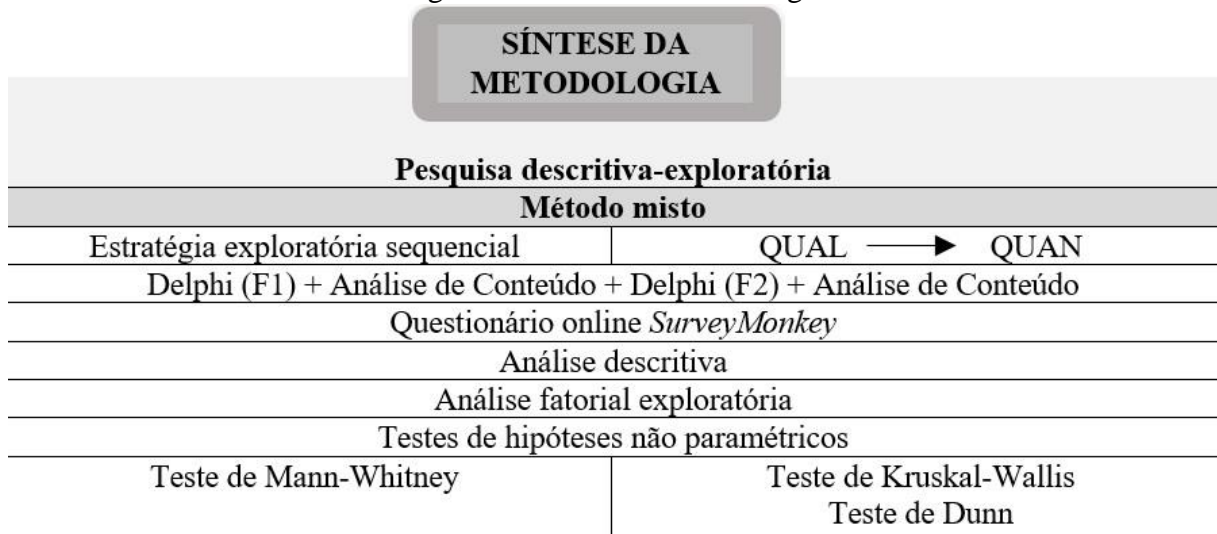 SÍNTESE DA
METODOLOGIA
Pesquisa descritiva-exploratória
Método misto
Estratégia exploratória sequencial
QUAL QUAN
Delphi (F1) + Análise de Conteúdo + Delphi (F2) + Análise de Conteúdo
Questionário online SurveyMonkey
Análise descritiva
Análise fatorial exploratória
Testes de hipóteses não paramétricos
Teste de Mann-Whitney
Teste de Kruskal-Wallis
Teste de Dunn